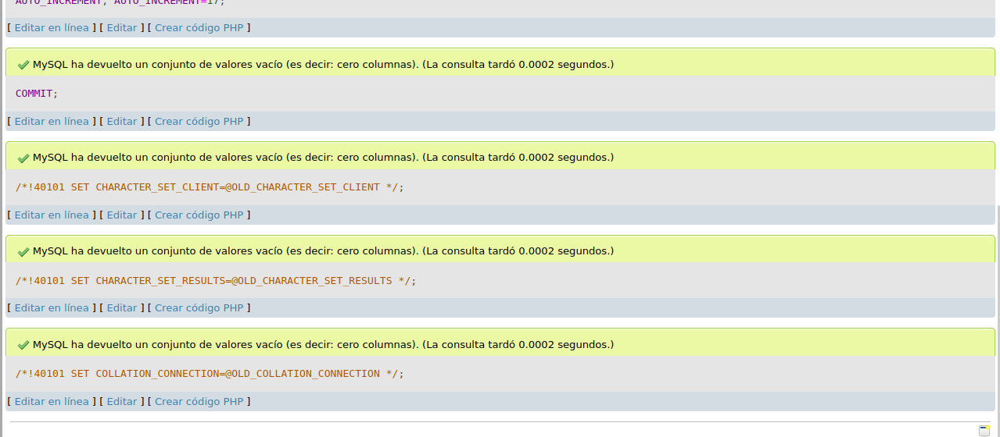 AUTO_INCREMENT, AUTO_INCREMENT=17;
[ Editar en línea ] [ Editar ] [ Crear código PHP ]
MySQL ha devuelto un conjunto de valores vacío (es decir: cero columnas). (La consulta tardó 0.0002 segundos.)
COMMIT;
[ Editar en línea ] [ Editar ] [ Crear código PHP ]
MySQL ha devuelto un conjunto de valores vacío (es decir: cero columnas). (La consulta tardó 0.0002 segundos.)
/*!40101 SET CHARACTER_SET_CLIENT=@OLD_CHARACTER_SET_CLIENT */;
[ Editar en línea ] [ Editar ] [ Crear código PHP ]
MySQL ha devuelto un conjunto de valores vacío (es decir: cero columnas). (La consulta tardó 0.0002 segundos.)
/*!40101 SET CHARACTER_SET_RESULTS=@OLD_CHARACTER_SET_RESULTS */;
[ Editar en línea ] [ Editar ] [ Crear código PHP ]
MySQL ha devuelto un conjunto de valores vacío (es decir: cero columnas). (La consulta tardó 0.0002 segundos.)
/*!40101 SET COLLATION_CONNECTION=@OLD_COLLATION_CONNECTION */;
[ Editar en línea ] [ Editar ] [ Crear código PHP ]